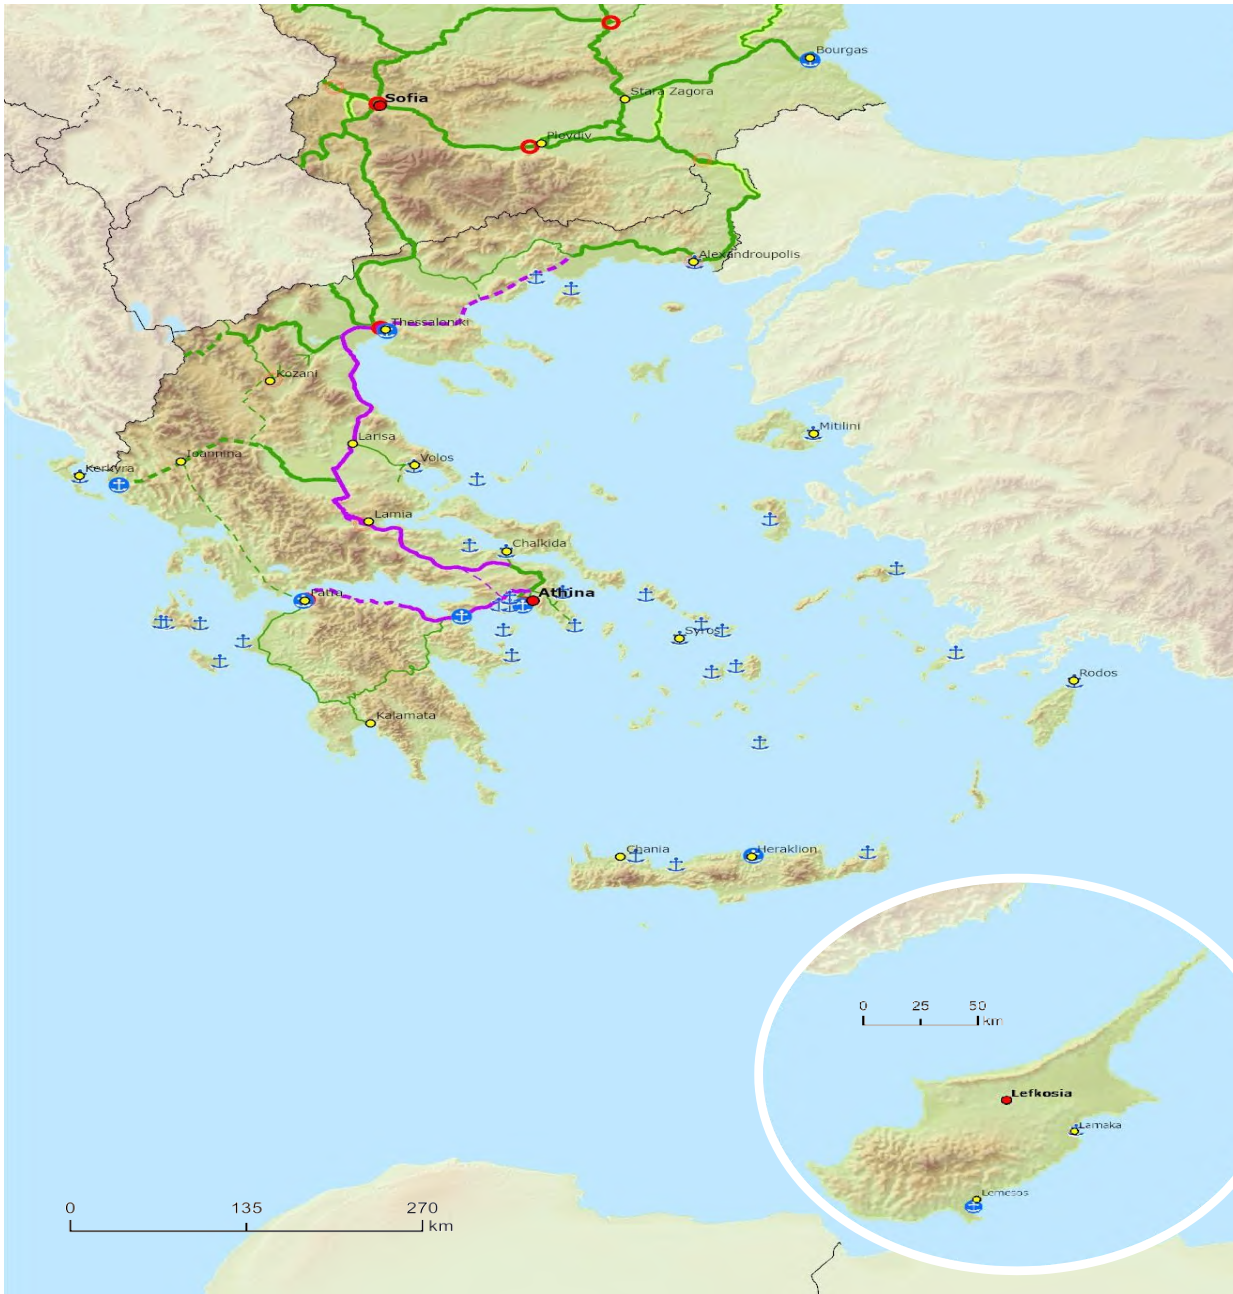 Bourgas
Stara Zagora
Sofia
Plovdiv
Alexandroupolis
Thessaloniki
Kozani
Mitilini
Larisa
Ioannina
Volos
Kerkyra
Lamia
Chalkida
Patra
Athina
Syros
Rodos
Kalamata
Chania
Heraklion
0 25 50
km
Lefkosia
Larnaka
Lemesos
0 135 270
km